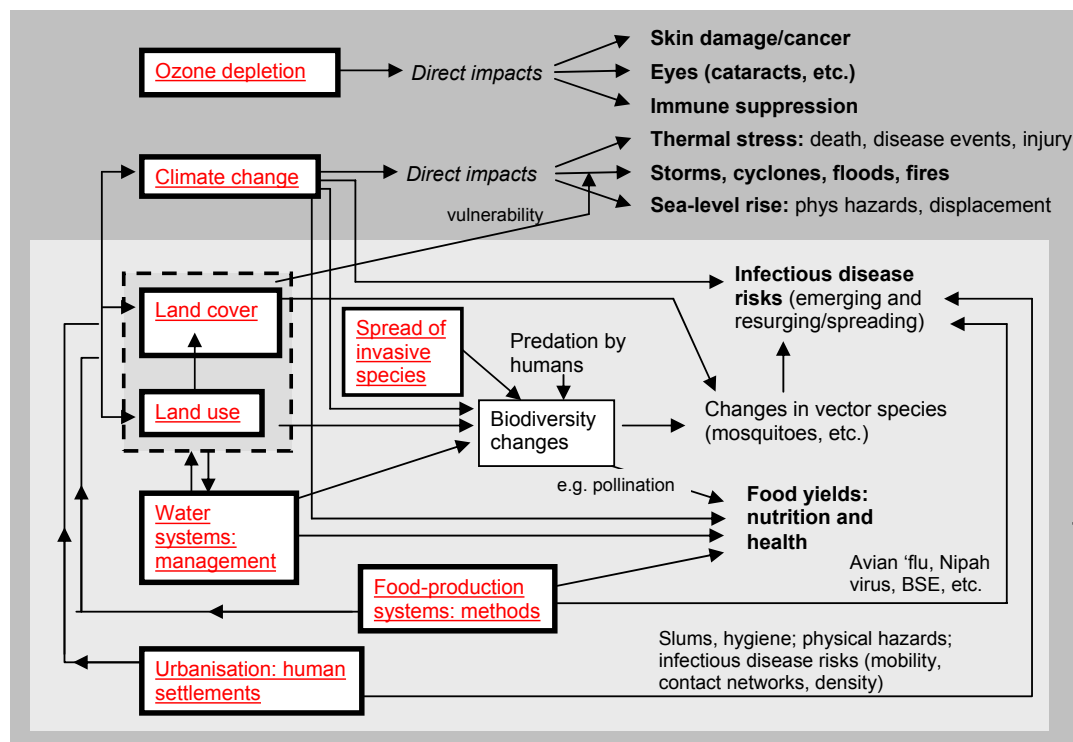 Skin damage/cancer
Ozone depletion
Direct impacts
Eyes (cataracts, etc.)
Immune suppression
Thermal stress: death, disease events, injury
Climate change
Direct impacts
Storms, cyclones, floods, fires
vulnerability
Sea-level rise: phys hazards, displacement
Infectious disease
risks (emerging and
resurging/spreading)
Land cover
Spread of
invasive
species
Predation by
humans
Land use
Biodiversity
changes
Changes in vector species
(mosquitoes, etc.)
e.g. pollination
Food yields:
nutrition and
health
Water
systems:
management
Avian ‘flu, Nipah
virus, BSE, etc.
Food-production
systems: methods
Slums, hygiene; physical hazards;
infectious disease risks (mobility,
contact networks, density)
Urbanisation: human
settlements